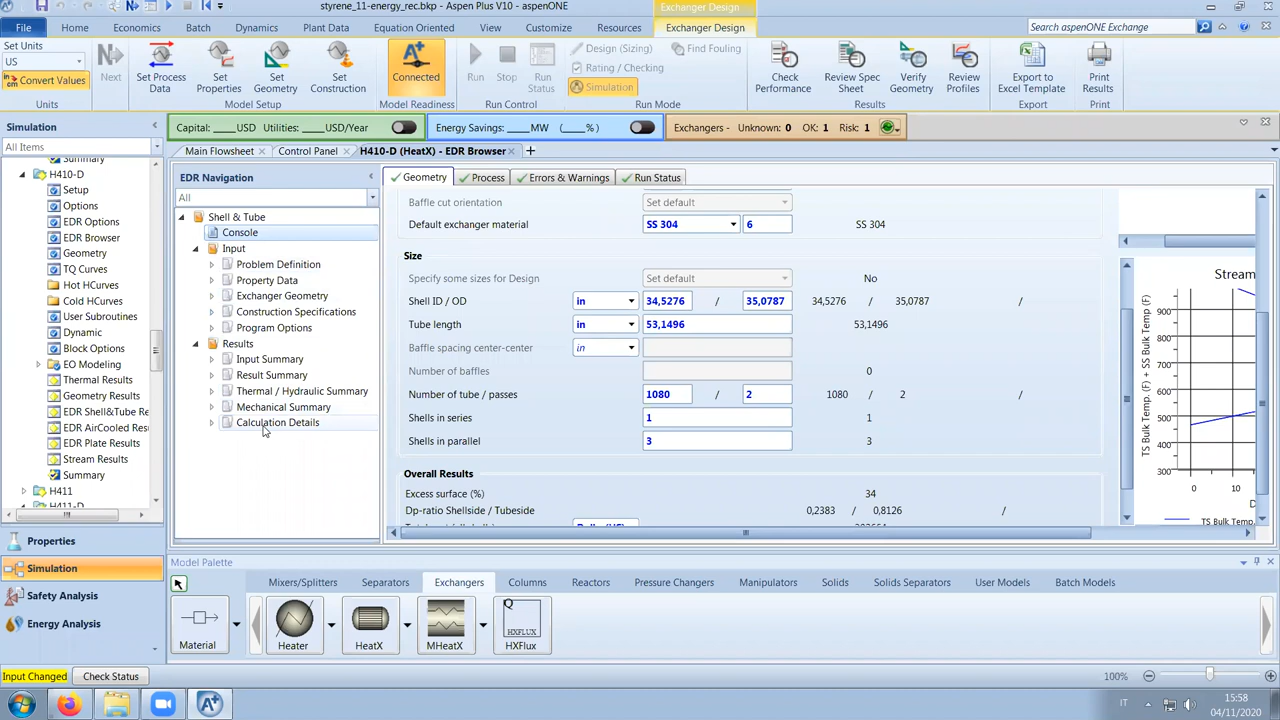 styrene_11-energy_rec.bkp - Aspen Plus V10 - aspenONE
Exchanger Design
File Home Economics Batch Dynamics Plant Data Equation Oriented View Customize Resources Exchanger Design
Search aspenONE Exchange
Set Units
US
Convert Values
Units
Next
Set Process Data
Set Properties
Set Geometry
Set Construction
Model Setup
Connected
Model Readiness
Run
Stop
Run Status
Run Control
Design (Sizing)
Find Fouling
Rating / Checking
Simulation
Run Mode
Check Performance
Review Spec Sheet
Verify Geometry
Review Profiles
Results
Export to Excel Template
Export
Print Results
Print
Capital: ____USD Utilities: ____USD/Year
Energy Savings: ____MW (____%)
Exchangers - Unknown: 0 OK: 1 Risk: 1
Simulation
All Items
Main Flowsheet
Control Panel
H410-D (HeatX) - EDR Browser
Summary
H410-D
Setup
Options
EDR Options
EDR Browser
Geometry
TQ Curves
Hot HCurves
Cold HCurves
User Subroutines
Dynamic
Block Options
EO Modeling
Thermal Results
Geometry Results
EDR Shell&Tube Re
EDR AirCooled Resu
EDR Plate Results
Stream Results
Summary
H411
H411-D
Properties
Simulation
Safety Analysis
Energy Analysis
EDR Navigation
All
Shell & Tube
Console
Input
Problem Definition
Property Data
Exchanger Geometry
Construction Specifications
Program Options
Results
Input Summary
Result Summary
Thermal / Hydraulic Summary
Mechanical Summary
Calculation Details
Geometry Process Errors & Warnings Run Status
Baffle cut orientation Set default
Default exchanger material SS 304 6 SS 304
Size
Specify some sizes for Design Set default No
Shell ID / OD in 34,5276 / 35,0787 34,5276 / 35,0787 /
Tube length in 53,1496 53,1496
Baffle spacing center-center in
Number of baffles 0
Number of tube / passes 1080 / 2 1080 / 2 /
Shells in series 1 1
Shells in parallel 3 3
Overall Results
Excess surface (%) 34
Dp-ratio Shellside / Tubeside 0,2383 / 0,8126 /
Stream
TS Bulk Temp. (F) + SS Bulk Temp (F)
900
800
700
600
500
400
300
0 10
D
TS Bulk Temp.
Model Palette
Mixers/Splitters Separators Exchangers Columns Reactors Pressure Changers Manipulators Solids Solids Separators User Models Batch Models
Material
Heater
HeatX
MHeatX
Q
HXFLUX
HXFlux
Input Changed Check Status
100%
IT
15:58
04/11/2020